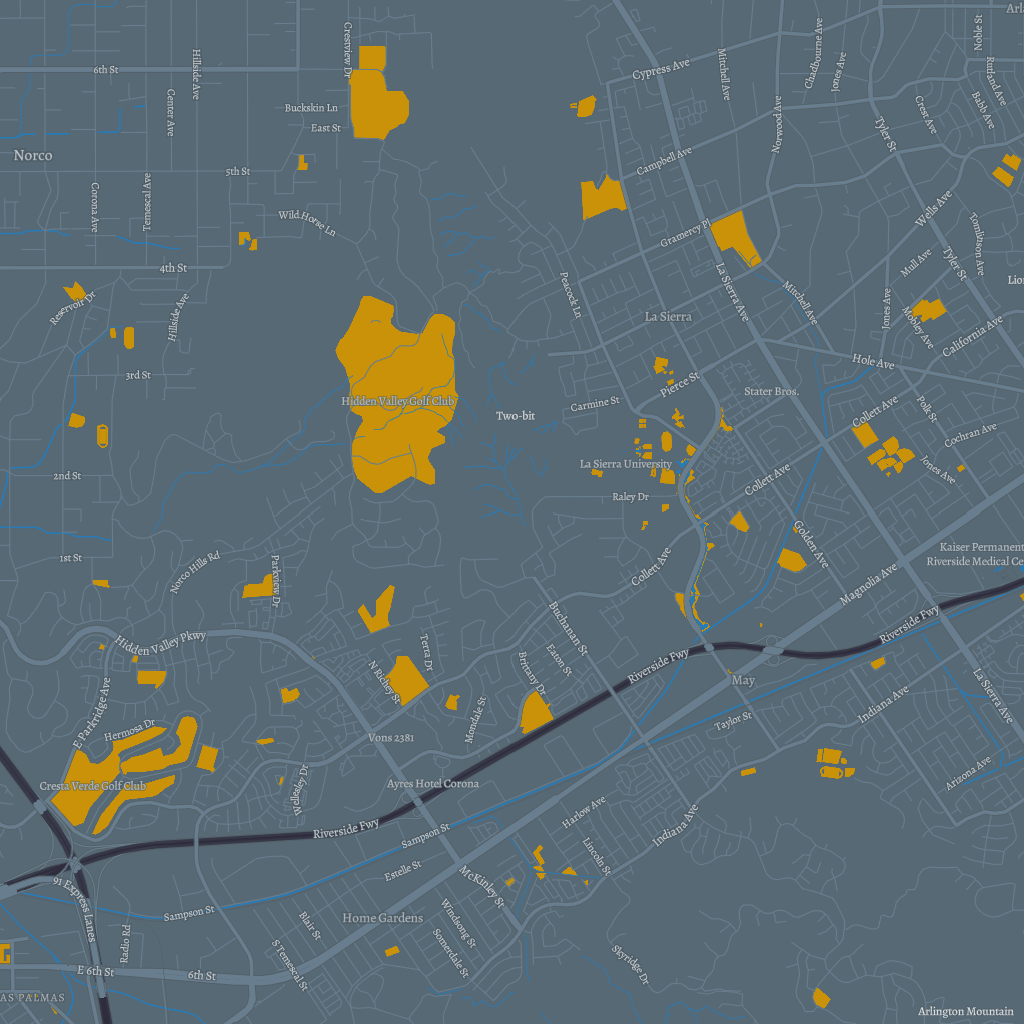 Arla
Noble St
Crestview Dr
Chadbourne Ave
Jones Ave
Mitchell Ave
Hillside Ave
6th St
Cypress Ave
Rutland Ave
Babb Ave
Center Ave
Buckskin Ln
East St
Norwood Ave
Crest Ave
Tyler St
Norco
5th St
Campbell Ave
Corona Ave
Temescal Ave
Wild Horse Ln
Wells Ave
Tomlinson Ave
Gramercy Pl
4th St
Mull Ave
Tyler St
Lion
Reservoir Dr
Hillside Ave
Peacock Ln
La Sierra
La Sierra Ave
Mitchell Ave
Jones Ave
Mobley Ave
California Ave
Hole Ave
3rd St
Pierce St
Stater Bros.
Hidden Valley Golf Club
Carmine St
Two-bit
Collett Ave
Polk St
Cochran Ave
2nd St
La Sierra University
Collett Ave
Jones Ave
Raley Dr
Golden Ave
1st St
Norco Hills Rd
Parkview Dr
Collett Ave
Magnolia Ave
Kaiser Permanent
Riverside Medical Ce
Hidden Valley Pkwy
Buchanan St
Riverside Fwy
Terra Dr
Eaton St
Brittany Dr
N Richey St
Riverside Fwy
May
La Sierra Ave
E Parkridge Ave
Hermosa Dr
Mondale St
Indiana Ave
Taylor St
Vons 2381
Cresta Verde Golf Club
Wellesley Dr
Ayres Hotel Corona
Arizona Ave
Riverside Fwy
Sampson St
Harlow Ave
Indiana Ave
Lincoln St
Estelle St
McKinley St
91 Express Lanes
Sampson St
Home Gardens
Blair St
Windsong St
Radio Rd
S Temescal St
Somerdale St
Skyridge Dr
E 6th St
6th St
AS PALMAS
Arlington Mountain